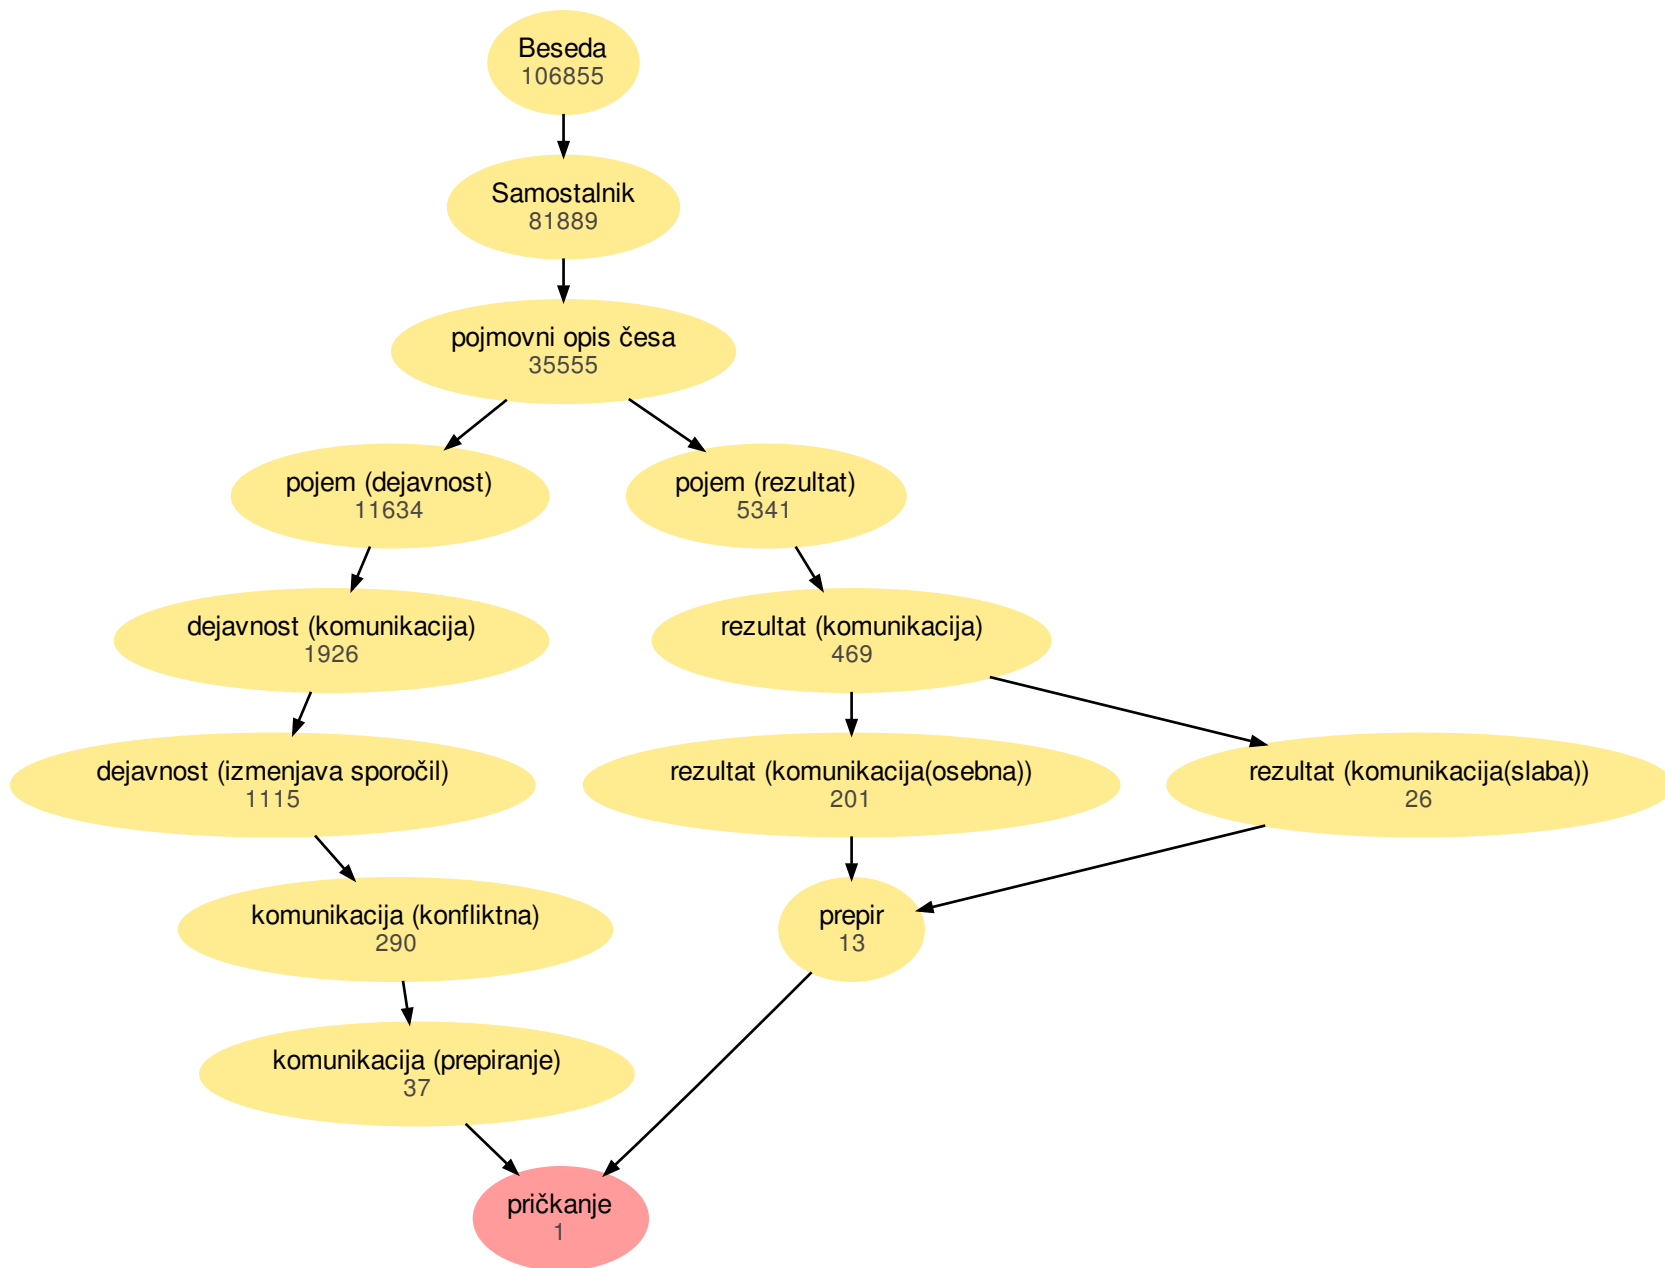 Beseda
106855
Samostalnik
81889
pojmovni opis česa
35555
pojem (dejavnost)
11634
pojem (rezultat)
5341
dejavnost (komunikacija)
1926
rezultat (komunikacija)
469
dejavnost (izmenjava sporočil)
1115
rezultat (komunikacija(osebna))
201
rezultat (komunikacija(slaba))
26
komunikacija (konfliktna)
290
prepir
13
komunikacija (prepiranje)
37
pričkanje
1